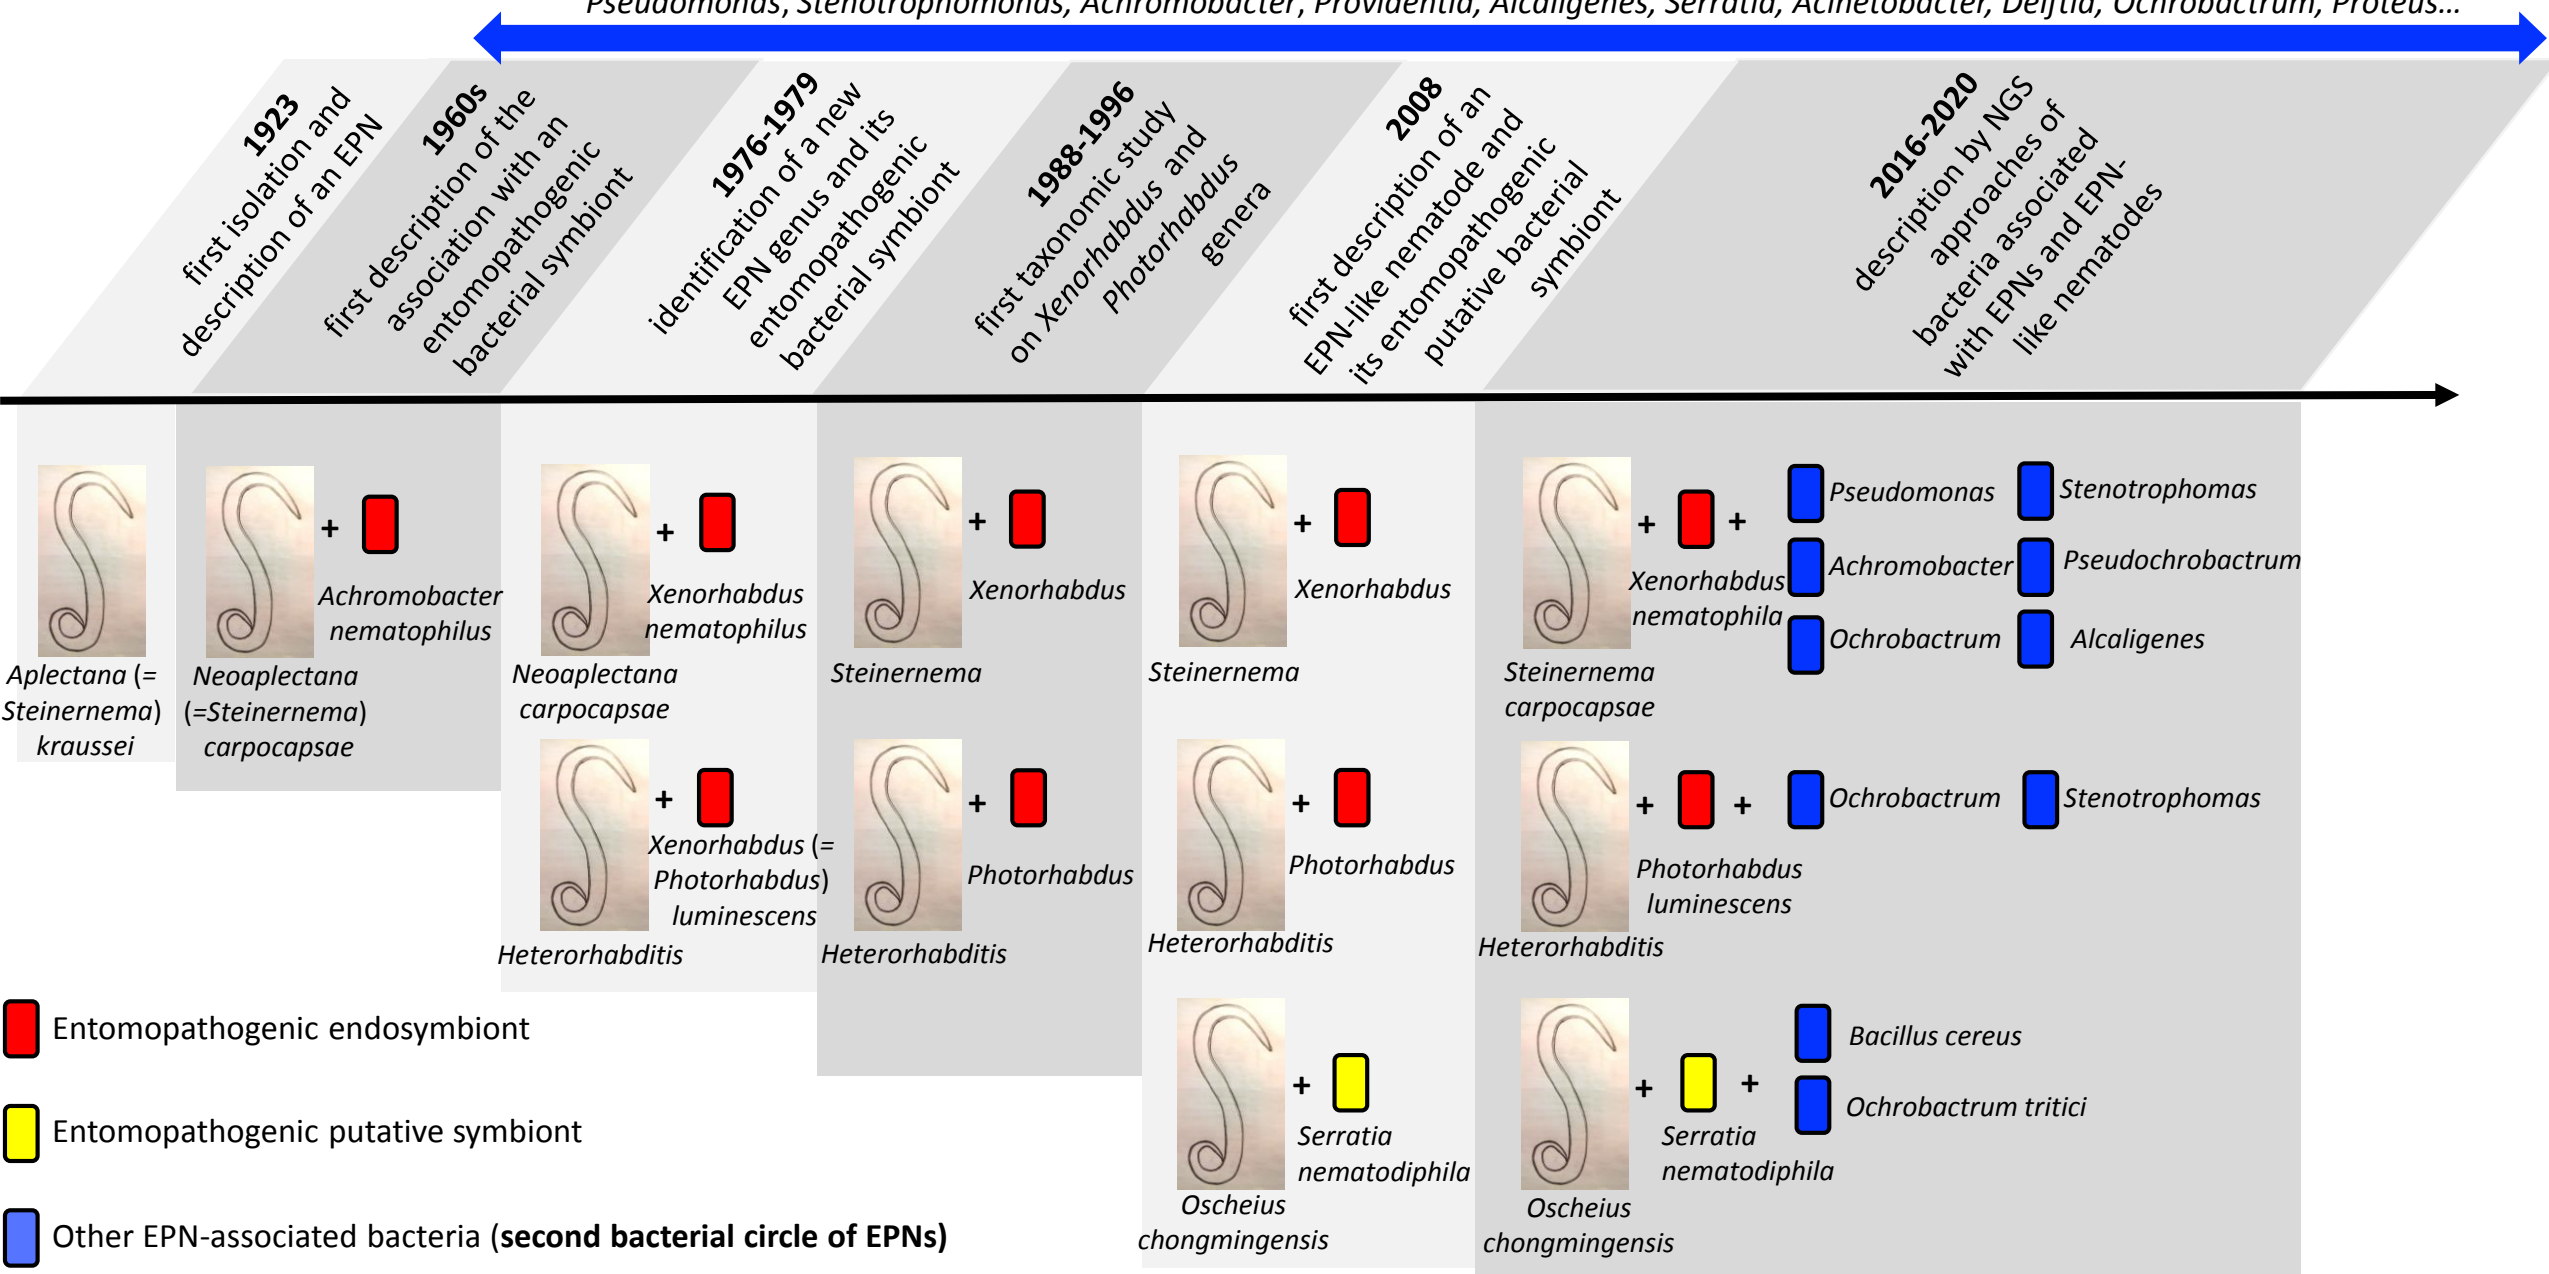 Pseudomonas, Stenotrophomonas, Achromobacter, Providentia, Alcaligenes, Serratia, Acinetobacter, Delftia, Ochrobactrum, Proteus...
1923
first isolation and
description of an EPN
1960s
first description of the
association with an
entomopathogenic
bacterial symbiont
1976-1979
identification of a new
EPN genus and its
entomopathogenic
bacterial symbiont
1988-1996
first taxonomic study
on Xenorhabdus and
Photorhabdus
genera
2008
first description of an
EPN-like nematode and
its entomopathogenic
putative bacterial
symbiont
2016-2020
description by NGS
approaches of
bacteria associated
with EPNs and EPN-
like nematodes
Aplectana (=
Steinernema)
kraussei
+
Achromobacter
nematophilus
Neoaplectana
(=Steinernema)
carpocapsae
+
Xenorhabdus
nematophilus
Neoaplectana
carpocapsae
+
Xenorhabdus (=
Photorhabdus)
luminescens
Heterorhabditis
+
Xenorhabdus
Steinernema
+
Photorhabdus
Heterorhabditis
+
Xenorhabdus
Steinernema
+
Photorhabdus
Heterorhabditis
+
Serratia
nematodiphila
Oscheius
chongmingensis
+ +
Xenorhabdus
nematophila
Steinernema
carpocapsae
Pseudomonas
Stenotrophomas
Achromobacter
Pseudochrobactrum
Ochrobactrum
Alcaligenes
+ +
Photorhabdus
luminescens
Heterorhabditis
Ochrobactrum
Stenotrophomas
+ +
Serratia
nematodiphila
Oscheius
chongmingensis
Bacillus cereus
Ochrobactrum tritici
Entomopathogenic endosymbiont
Entomopathogenic putative symbiont
Other EPN-associated bacteria (second bacterial circle of EPNs)